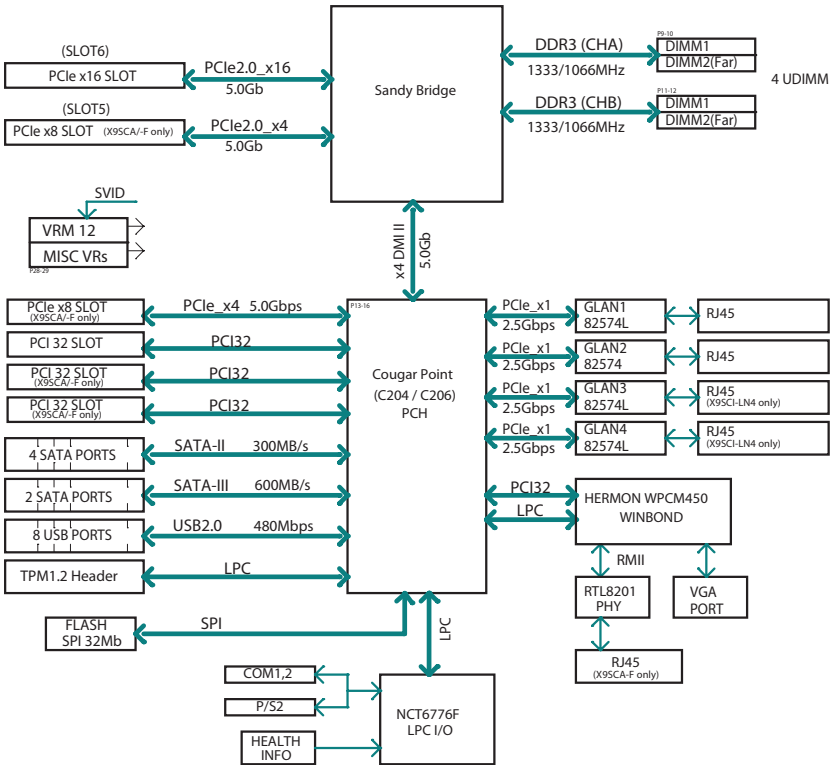 (SLOT6)
PCIe x16 SLOT
PCIe2.0_x16
5.0Gb
(SLOT5)
PCIe x8 SLOT (X9SCA/-F only)
PCIe2.0_x4
5.0Gb
Sandy Bridge
DDR3 (CHA)
1333/1066MHz
P9-10
DIMM1
DIMM2(Far)
DDR3 (CHB)
1333/1066MHz
P11-12
DIMM1
DIMM2(Far)
4 UDIMM
SVID
VRM 12
MISC VRs
P28-29
x4 DMI II
5.0Gb
PCIe x8 SLOT
(X9SCA/-F only)
PCIe_x4 5.0Gbps
PCI 32 SLOT
PCI32
PCI 32 SLOT
(X9SCA/-F only)
PCI32
PCI 32 SLOT
(X9SCA/-F only)
PCI32
4 SATA PORTS
SATA-II 300MB/s
2 SATA PORTS
SATA-III 600MB/s
8 USB PORTS
USB2.0 480Mbps
TPM1.2 Header
LPC
P13-16
Cougar Point
(C204 / C206)
PCH
PCIe_x1
2.5Gbps
GLAN1
82574L
RJ45
PCIe_x1
2.5Gbps
GLAN2
82574
RJ45
PCIe_x1
2.5Gbps
GLAN3
82574L
RJ45
(X9SCI-LN4 only)
PCIe_x1
2.5Gbps
GLAN4
82574L
RJ45
(X9SCI-LN4 only)
PCI32
LPC
HERMON WPCM450
WINBOND
RMII
RTL8201
PHY
VGA
PORT
RJ45
(X9SCA-F only)
FLASH
SPI 32Mb
SPI
LPC
COM1,2
P/S2
HEALTH
INFO
NCT6776F
LPC I/O